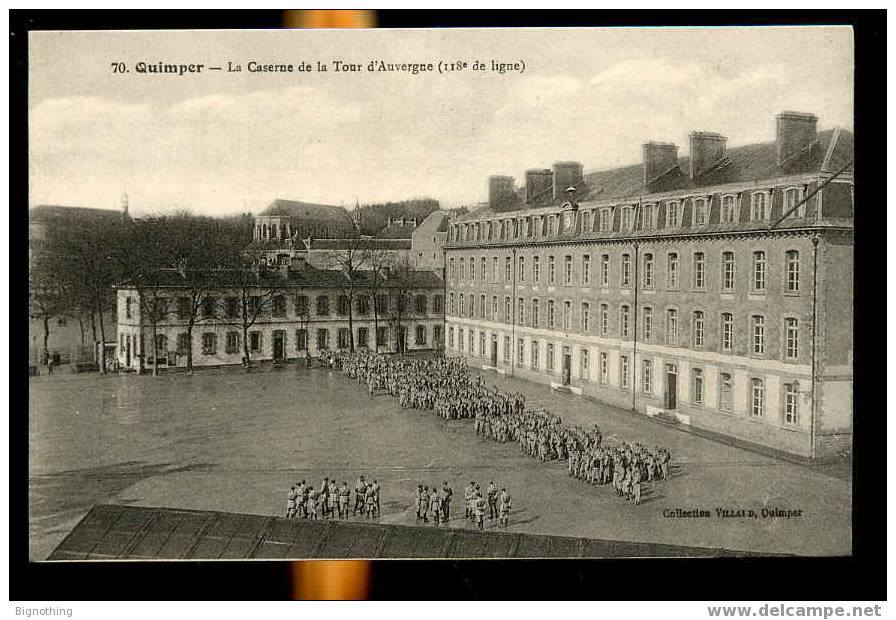 70. Quimper — La Caserne de la Tour d'Auvergne (118e de ligne)
Collection VILLARD, Quimper
Bignothing
www.delcampe.net